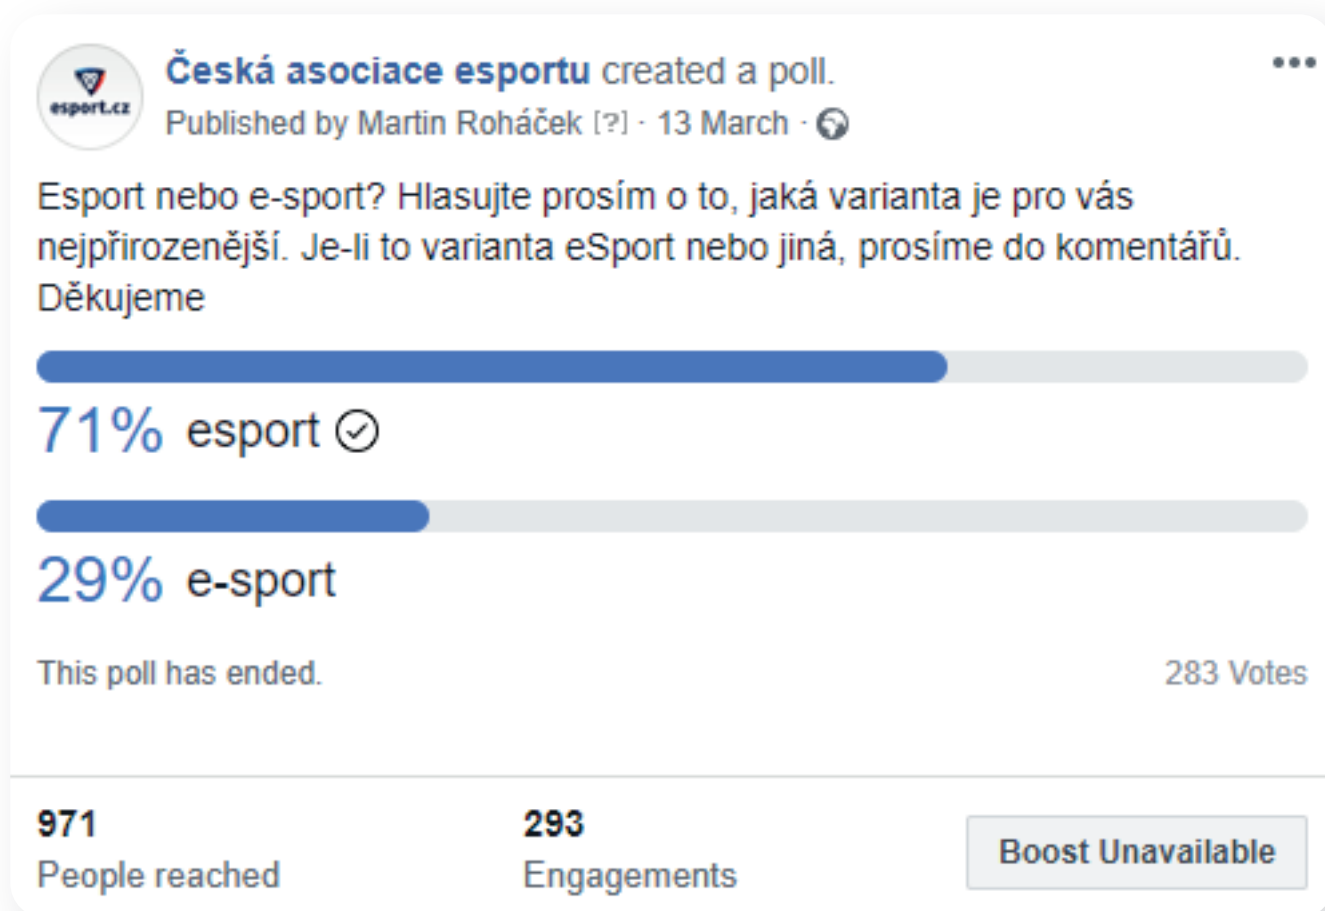 esport.cz
Česká asociace esportu created a poll.
Published by Martin Roháček [?] · 13 March ·
Esport nebo e-sport? Hlasujte prosím o to, jaká varianta je pro vás
nejpřirozenější. Je-li to varianta eSport nebo jiná, prosíme do komentářů.
Děkujeme
71% esport
29% e-sport
This poll has ended. 283 Votes
971 293
People reached Engagements Boost Unavailable